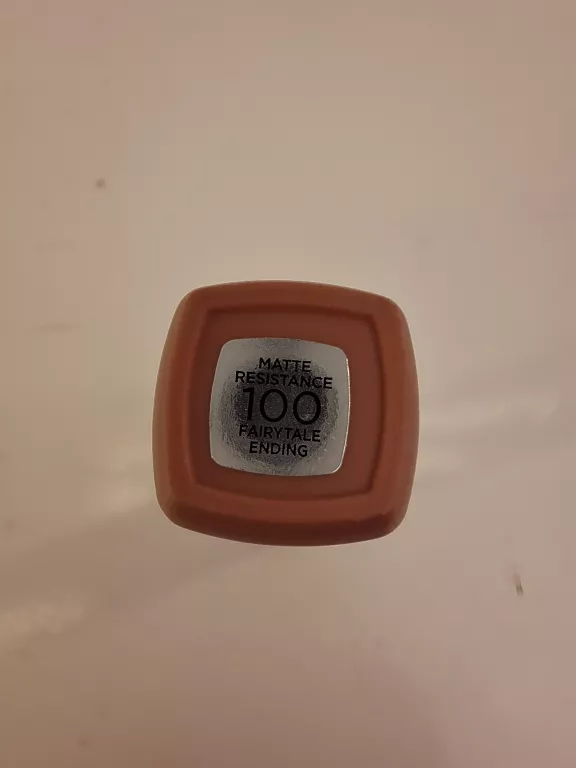 MATTE
RESISTANCE
100
FAIRYTALE
ENDING